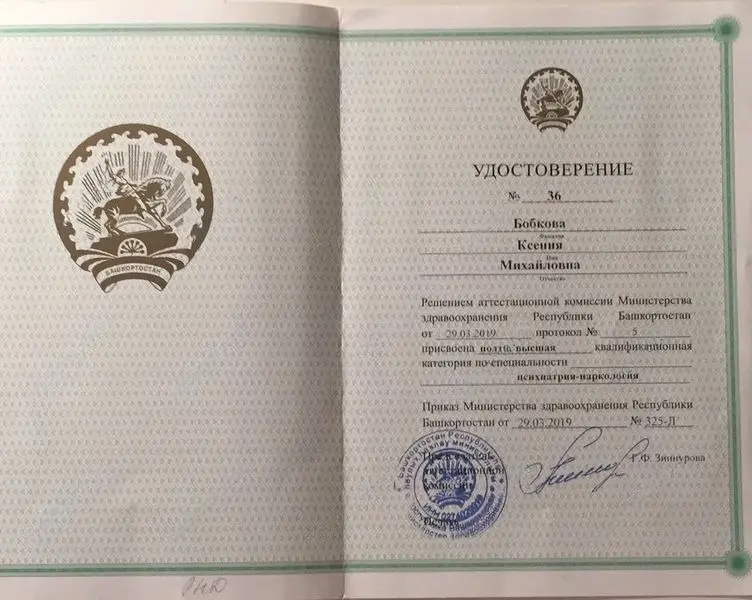 БАШКОРТОСТАН
УДОСТОВЕРЕНИЕ
№ 36
Бобкова
Фамилия
Ксения
Имя
Михайловна
Отчество
Решением аттестационной комиссии Министерства
здравоохранения Республики Башкортостан
от 29.03.2019 протокол № 5
присвоена высшая квалификационная
категория по специальности
психиатрия-наркология
Приказ Министерства здравоохранения Республики
Башкортостан от 29.03.2019 № 325-Л
Г.Ф. Зиннурова
аттестационной
комиссии